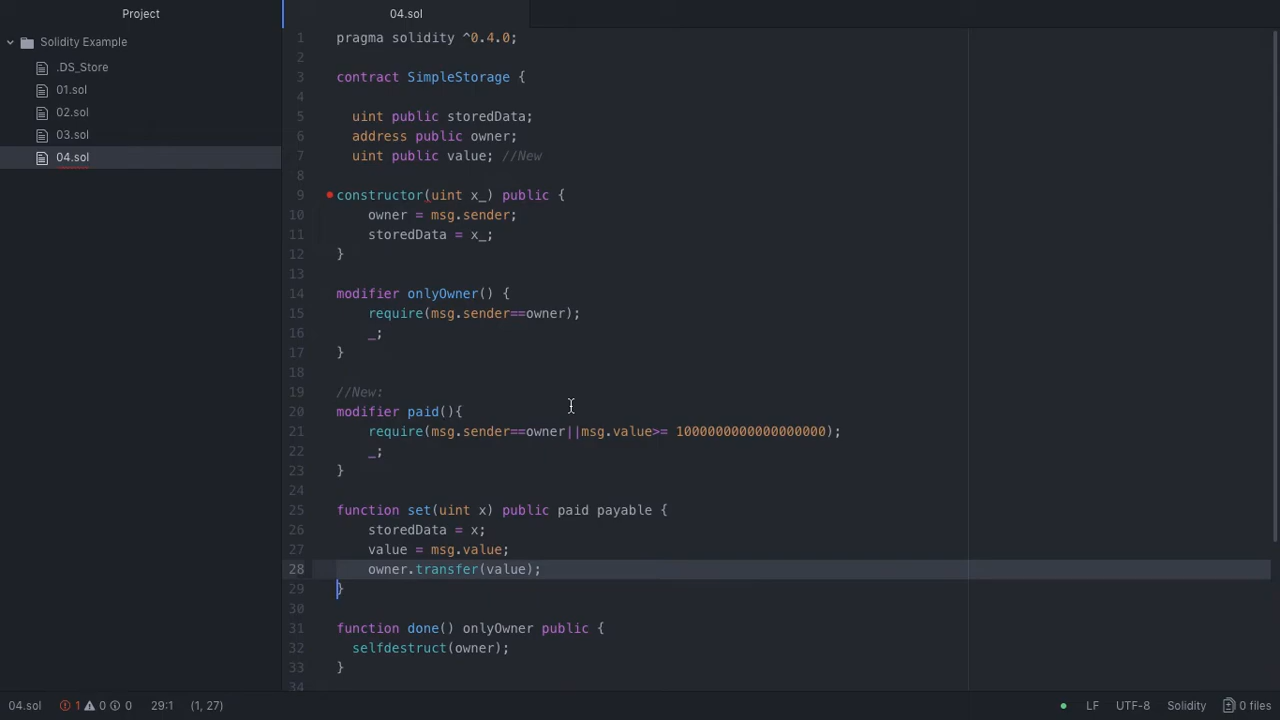 Project
04.sol
Solidity Example
.DS_Store
01.sol
02.sol
03.sol
04.sol
1 pragma solidity ^0.4.0;
2
3 contract SimpleStorage {
4
5 uint public storedData;
6 address public owner;
7 uint public value; //New
8
9 constructor(uint x_) public {
10 owner = msg.sender;
11 storedData = x_;
12 }
13
14 modifier onlyOwner() {
15 require(msg.sender==owner);
16 _;
17 }
18
19 //New:
20 modifier paid(){
21 require(msg.sender==owner||msg.value>= 1000000000000000000);
22 _;
23 }
24
25 function set(uint x) public paid payable {
26 storedData = x;
27 value = msg.value;
28 owner.transfer(value);
29 }
30
31 function done() onlyOwner public {
32 selfdestruct(owner);
33 }
34
04.sol 1 0 0 29:1 (1, 27) LF UTF-8 Solidity 0 files